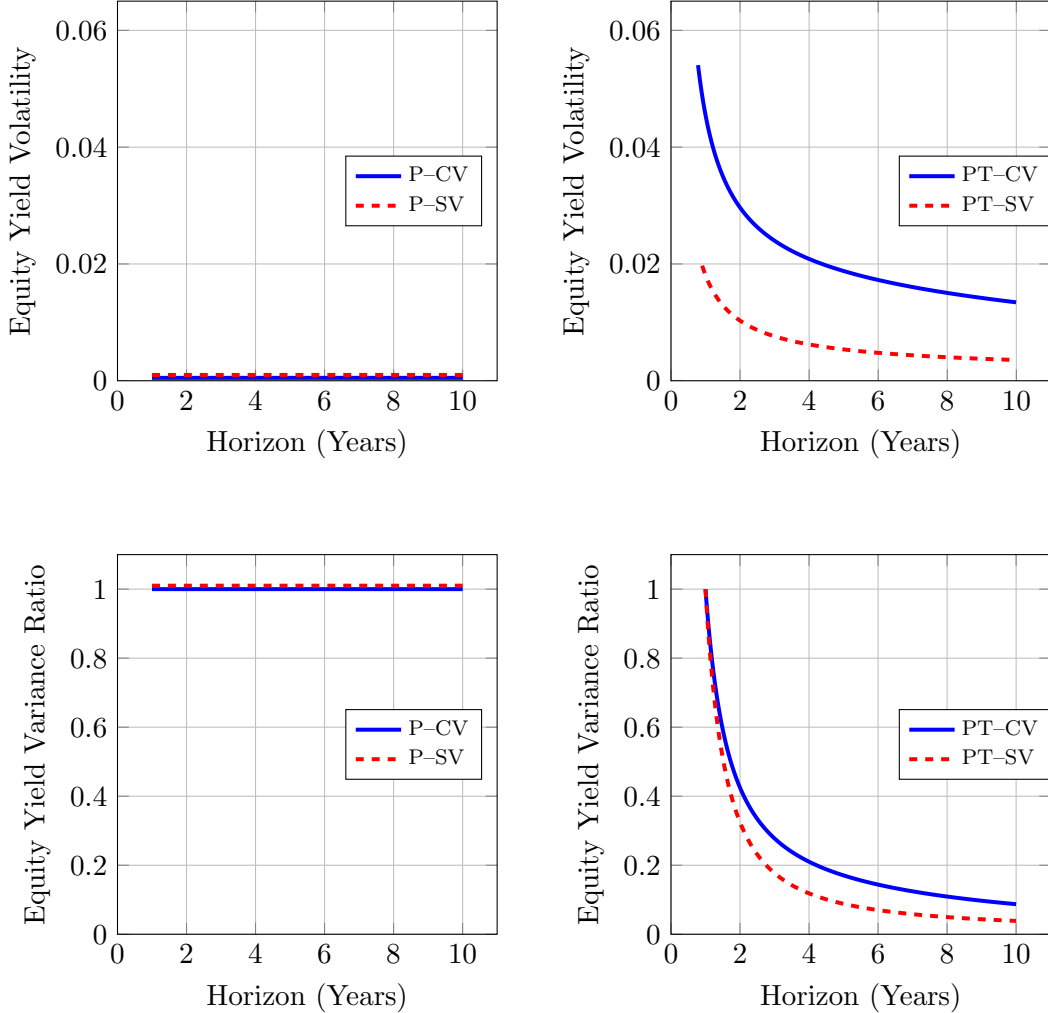 Equity Yield Volatility
0.06
0.04
0.02
0
P–CV
P–SV
0 2 4 6 8 10
Horizon (Years)
Equity Yield Volatility
0.06
0.04
0.02
0
PT–CV
PT–SV
0 2 4 6 8 10
Horizon (Years)
Equity Yield Variance Ratio
1
0.8
0.6
0.4
0.2
0
P–CV
P–SV
0 2 4 6 8 10
Horizon (Years)
Equity Yield Variance Ratio
1
0.8
0.6
0.4
0.2
0
PT–CV
PT–SV
0 2 4 6 8 10
Horizon (Years)